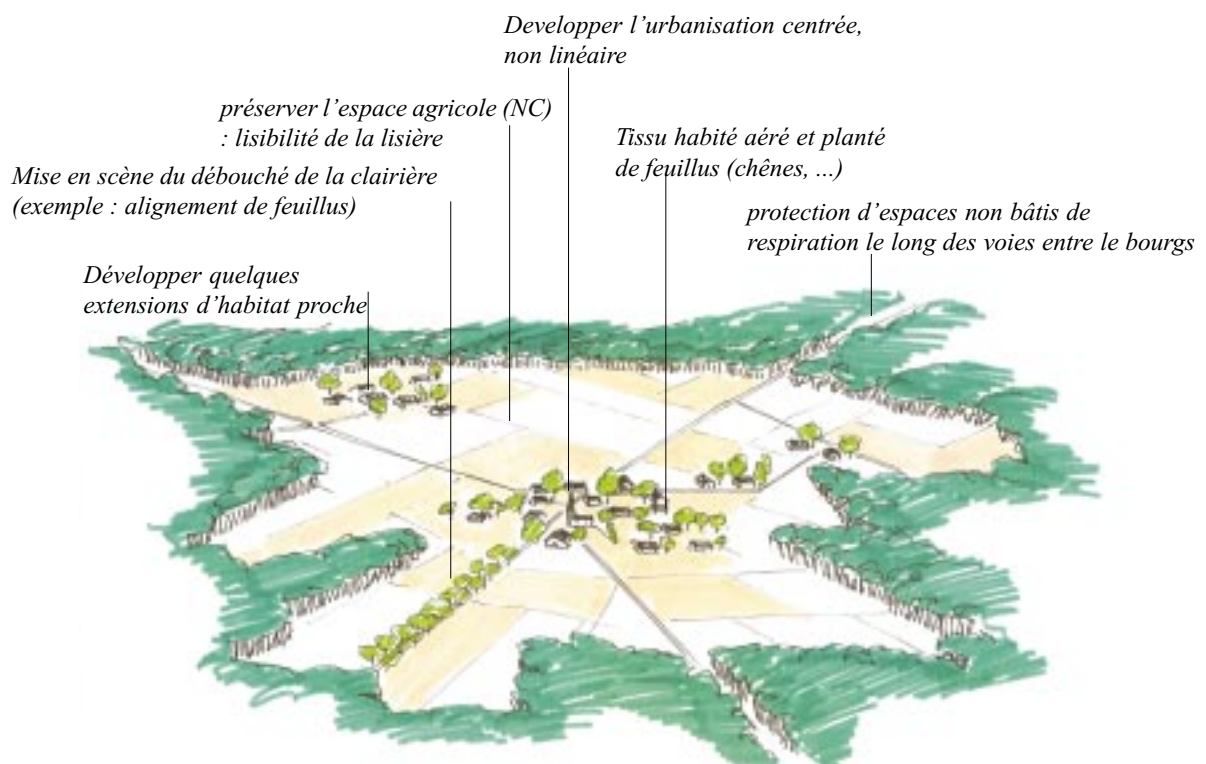 Developper l’urbanisation centrée,
non linéaire
préserver l’espace agricole (NC)
: lisibilité de la lisière
Tissu habité aéré et planté
de feuillus (chênes, ...)
Mise en scène du débouché de la clairière
(exemple : alignement de feuillus)
protection d’espaces non bâtis de
respiration le long des voies entre le bourgs
Développer quelques
extensions d’habitat proche